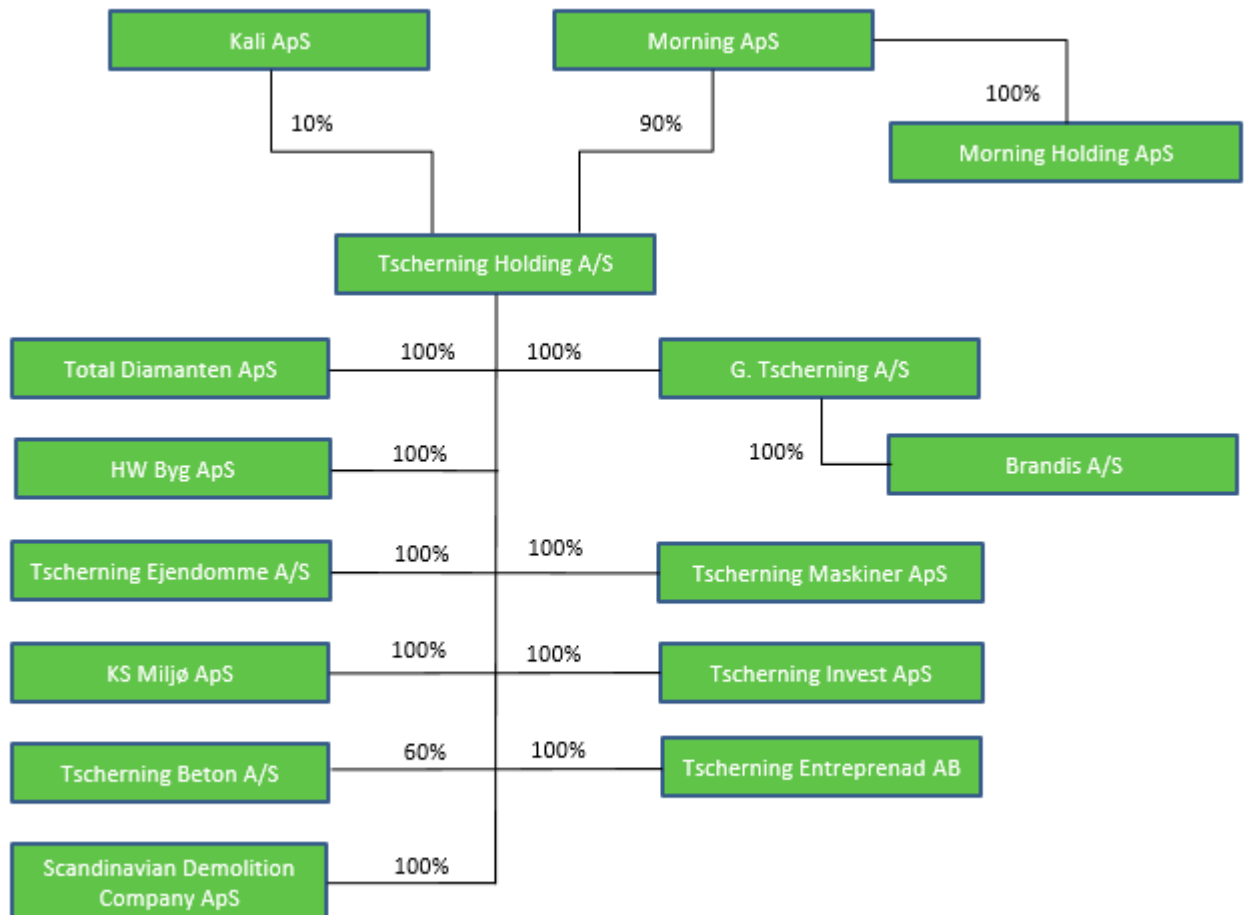 Kali ApS
Morning ApS
100%
10%
90%
Morning Holding ApS
Tscherning Holding A/S
100%
100%
Total Diamanten ApS
G. Tscherning A/S
100%
100%
HW Byg ApS
Brandis A/S
100%
100%
Tscherning Ejendomme A/S
Tscherning Maskiner ApS
100%
100%
KS Miljø ApS
Tscherning Invest ApS
60%
100%
Tscherning Beton A/S
Tscherning Entreprenad AB
100%
Scandinavian Demolition
Company ApS